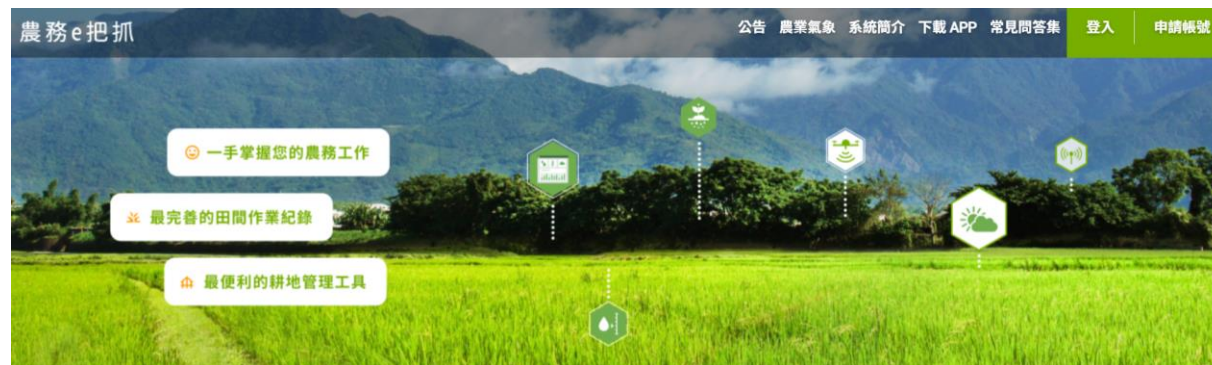 農務e把抓
公告 農業氣象 系統簡介 下載 APP 常見問答集 登入 申請帳號
一手掌握您的農務工作
最完善的田間作業紀錄
最便利的耕地管理工具